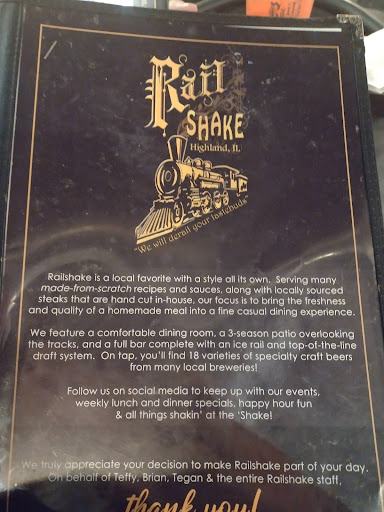 Rail
SHAKE
Highland, IL
"We will derail your tastebuds"
Railshake is a local favorite with a style all its own. Serving many
made-from-scratch recipes and sauces, along with locally sourced
steaks that are hand cut in-house, our focus is to bring the freshness
and quality of a homemade meal into a fine casual dining experience.
We feature a comfortable dining room, a 3-season patio overlooking
the tracks, and a full bar complete with an ice rail and top-of-the-line
draft system. On tap, you'll find 18 varieties of specialty craft beers
from many local breweries!
Follow us on social media to keep up with our events,
weekly lunch and dinner specials, happy hour fun
& all things shakin' at the 'Shake!
We truly appreciate your decision to make Railshake part of your day.
On behalf of Teffy, Brian, Tegan & the entire Railshake staff,
thank you!